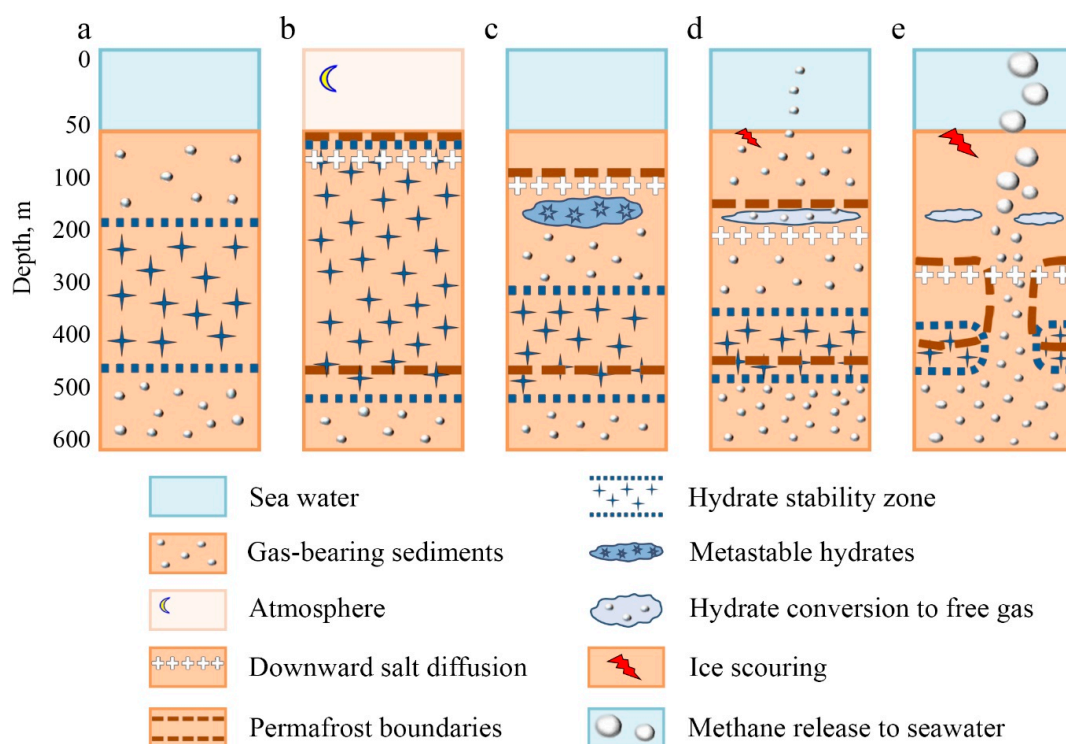 a b c d e
0
50
100
200
300
400
500
600
Depth, m
Sea water
Hydrate stability zone
Gas-bearing sediments
Metastable hydrates
Atmosphere
Hydrate conversion to free gas
Downward salt diffusion
Ice scouring
Permafrost boundaries
Methane release to seawater